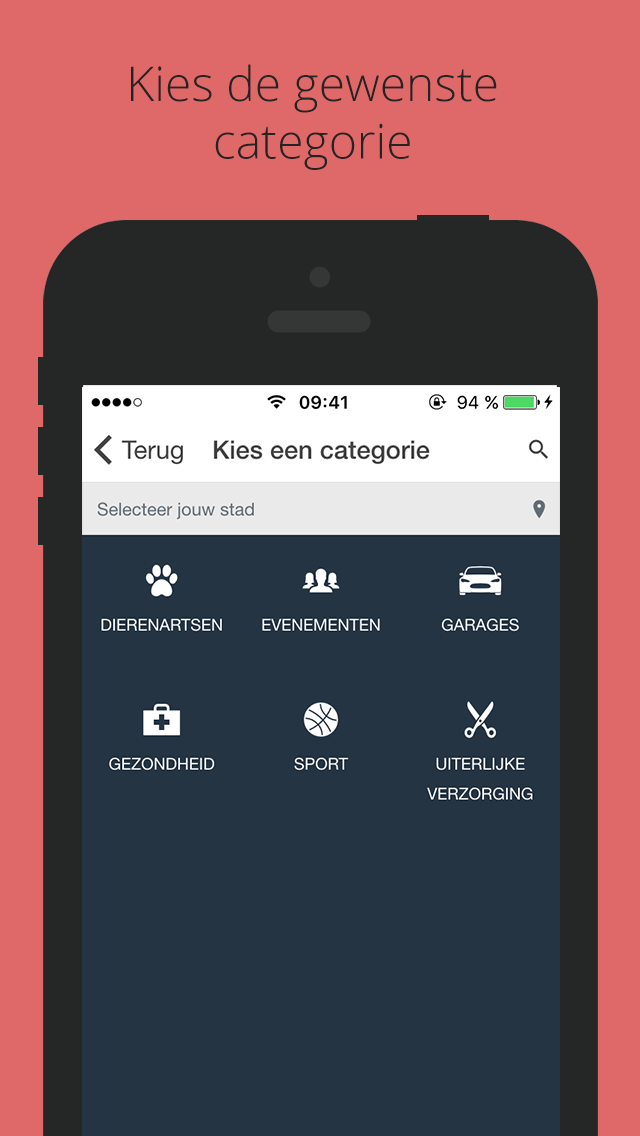 Kies de gewenste
categorie
09:41
94 %
Terug
Kies een categorie
Selecteer jouw stad
DIERENARTSEN
EVENEMENTEN
GARAGES
GEZONDHEID
SPORT
UITERLIJKE
VERZORGING